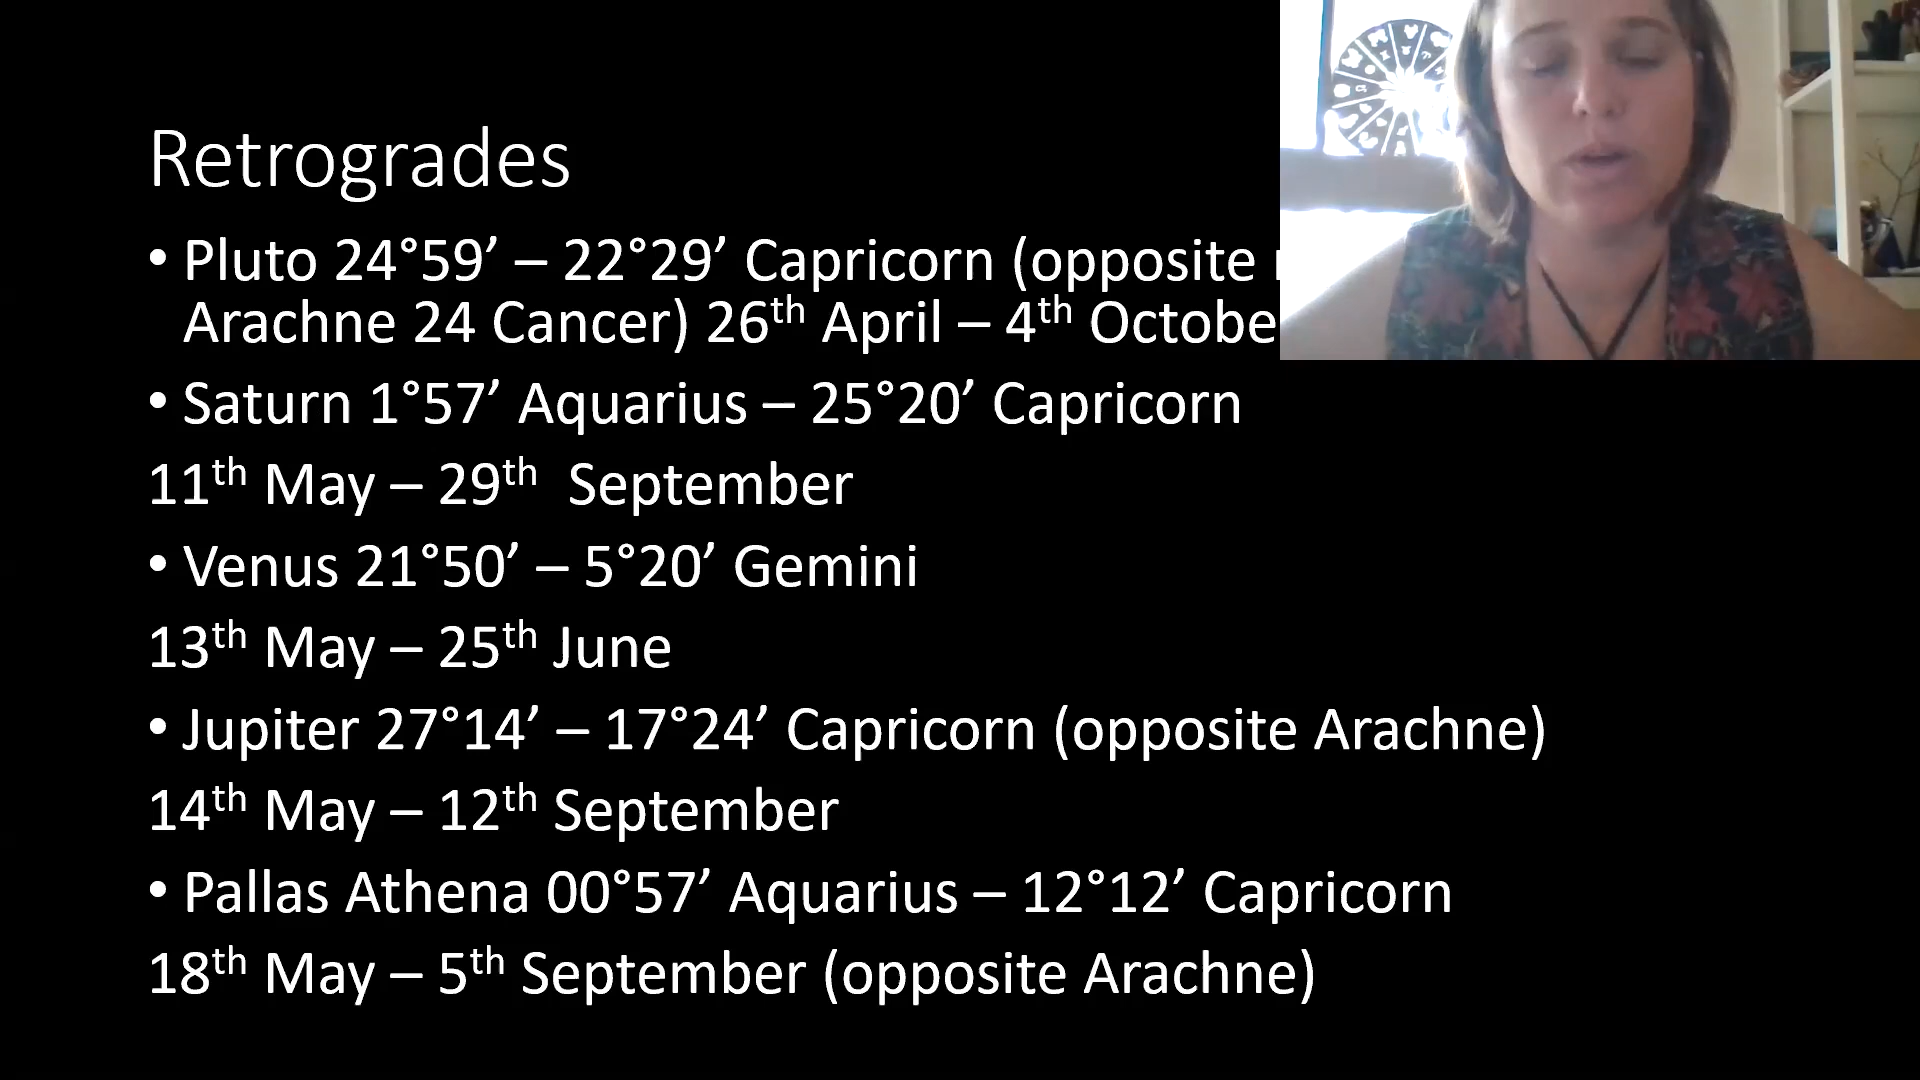 Retrogrades
• Pluto 24°59’ – 22°29’ Capricorn (opposite
Arachne 24 Cancer) 26th April – 4th Octobe
• Saturn 1°57’ Aquarius – 25°20’ Capricorn
11th May – 29th September
• Venus 21°50’ – 5°20’ Gemini
13th May – 25th June
• Jupiter 27°14’ – 17°24’ Capricorn (opposite Arachne)
14th May – 12th September
• Pallas Athena 00°57’ Aquarius – 12°12’ Capricorn
18th May – 5th September (opposite Arachne)